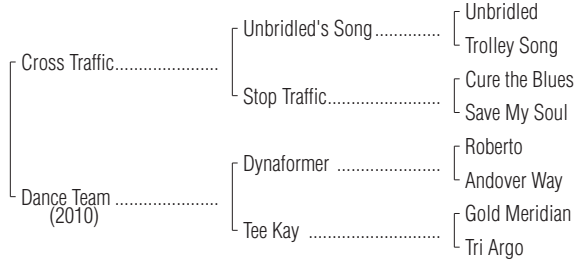 Unbridled
Unbridled's Song..............
Trolley Song
Cross Traffic......................
Cure the Blues
Stop Traffic........................
Save My Soul
Roberto
Dynaformer ......................
Andover Way
Dance Team ......................
(2010)
Gold Meridian
Tee Kay ............................
Tri Argo